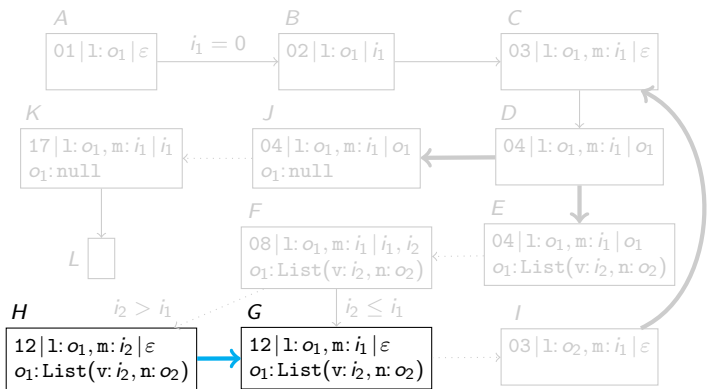 A
B
C
01 | l: o₁ | ε
i₁ = 0
02 | l: o₁ | i₁
03 | l: o₁, m: i₁ | ε
K
J
D
17 | l: o₁, m: i₁ | i₁
o₁: null
04 | l: o₁, m: i₁ | o₁
o₁: null
04 | l: o₁, m: i₁ | o₁
F
E
L
08 | l: o₁, m: i₁ | i₁, i₂
o₁: List(v: i₂, n: o₂)
04 | l: o₁, m: i₁ | o₁
o₁: List(v: i₂, n: o₂)
i₂ > i₁
i₂ ≤ i₁
H
G
I
12 | l: o₁, m: i₂ | ε
o₁: List(v: i₂, n: o₂)
12 | l: o₁, m: i₁ | ε
o₁: List(v: i₂, n: o₂)
03 | l: o₂, m: i₁ | ε